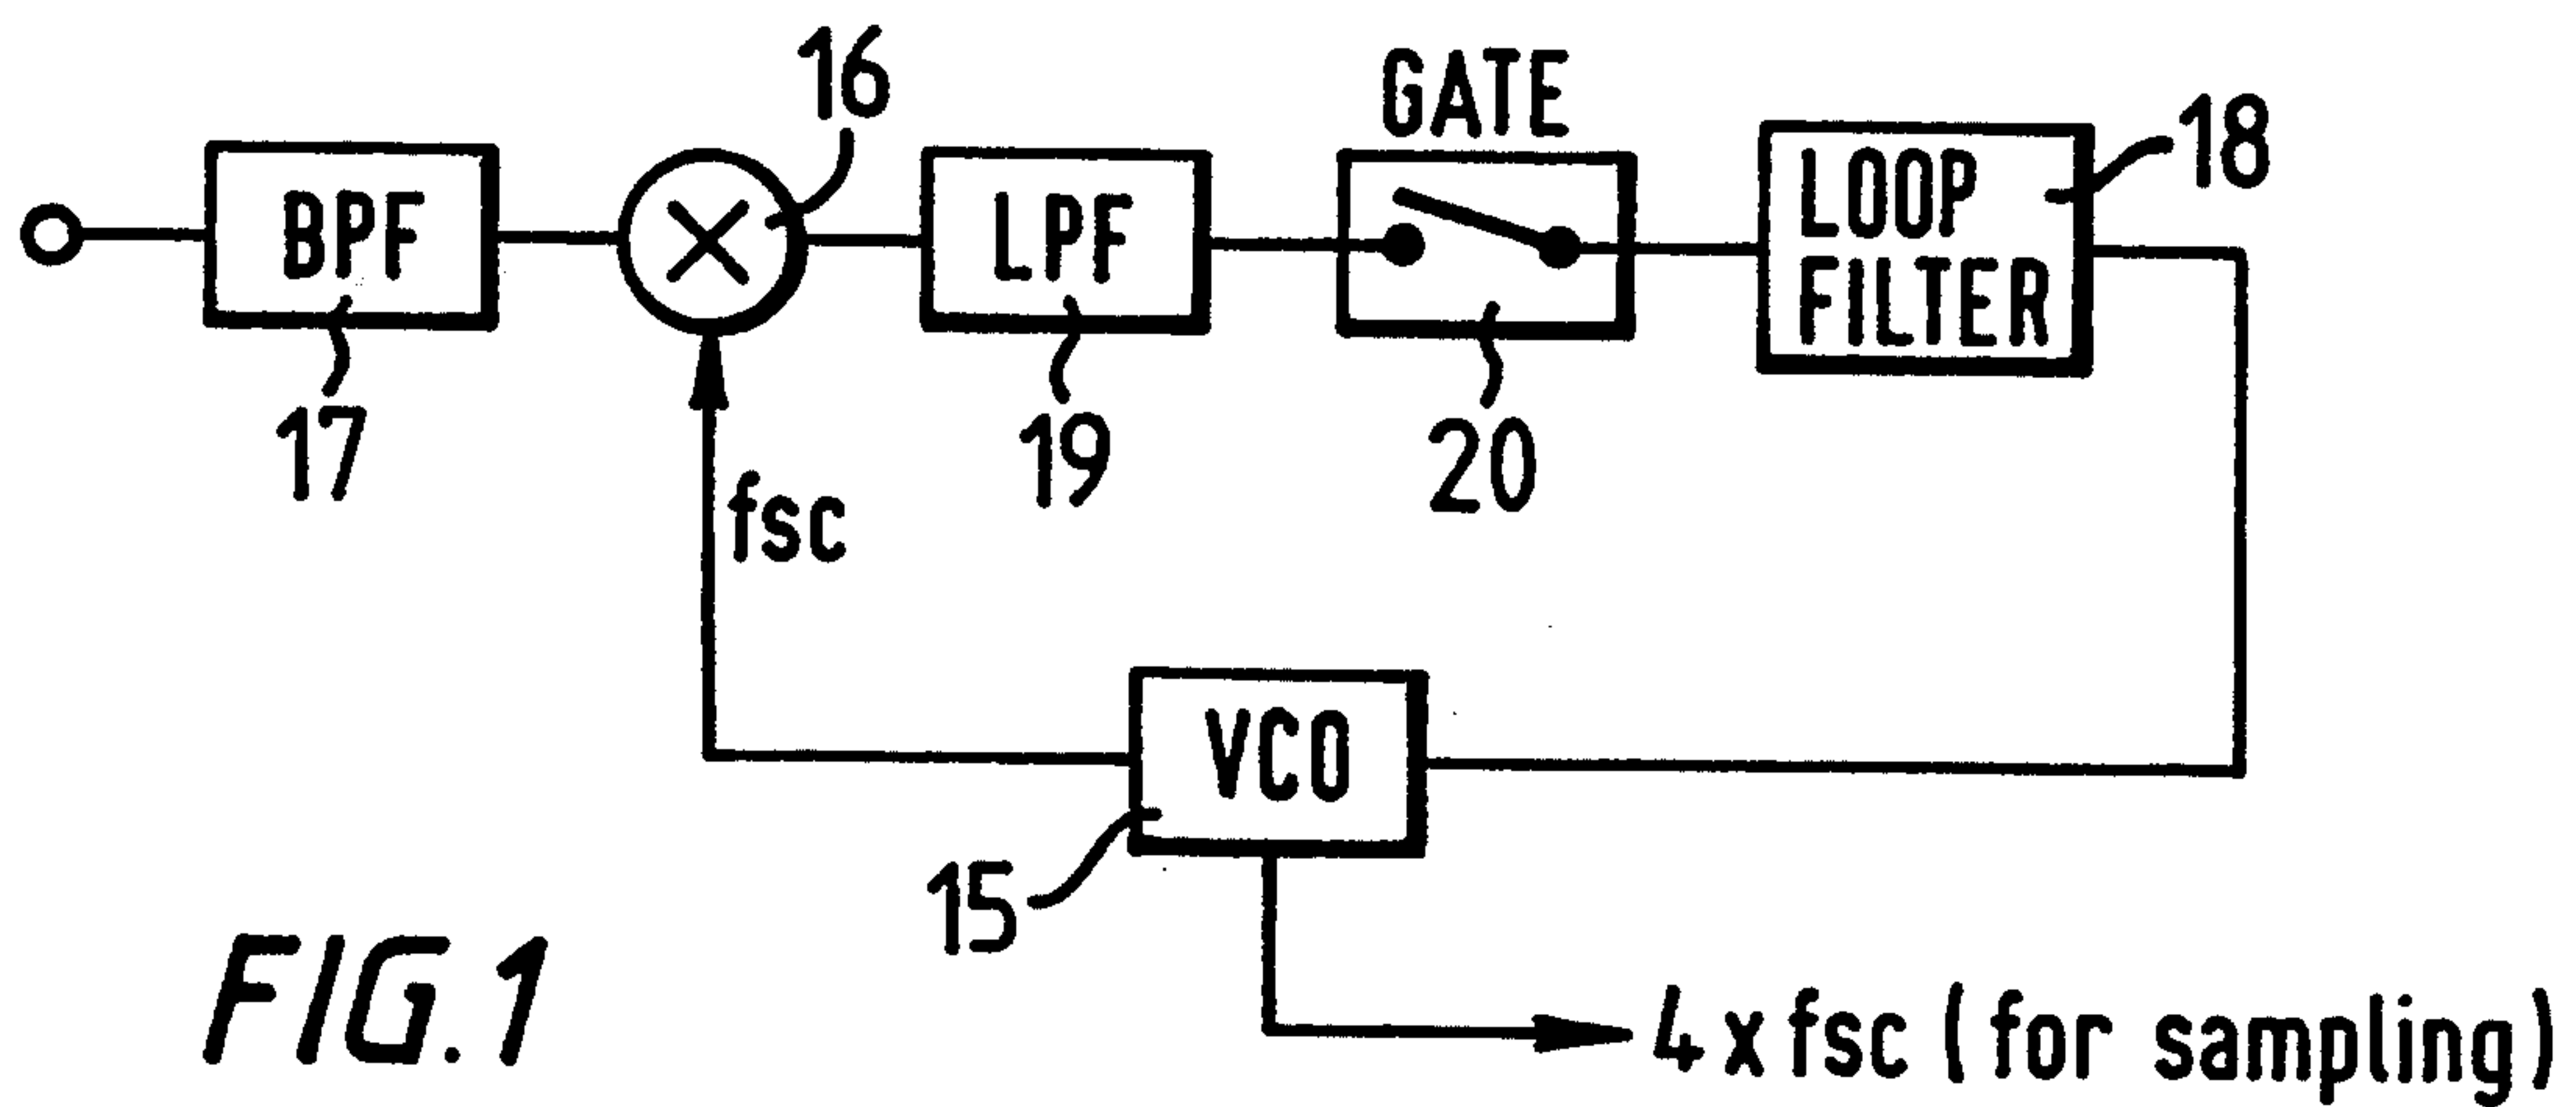 16
GATE
18
BPF
LPF
LOOP
FILTER
17
19
20
fsc
VCO
15
FIG.1
4 x fsc (for sampling)